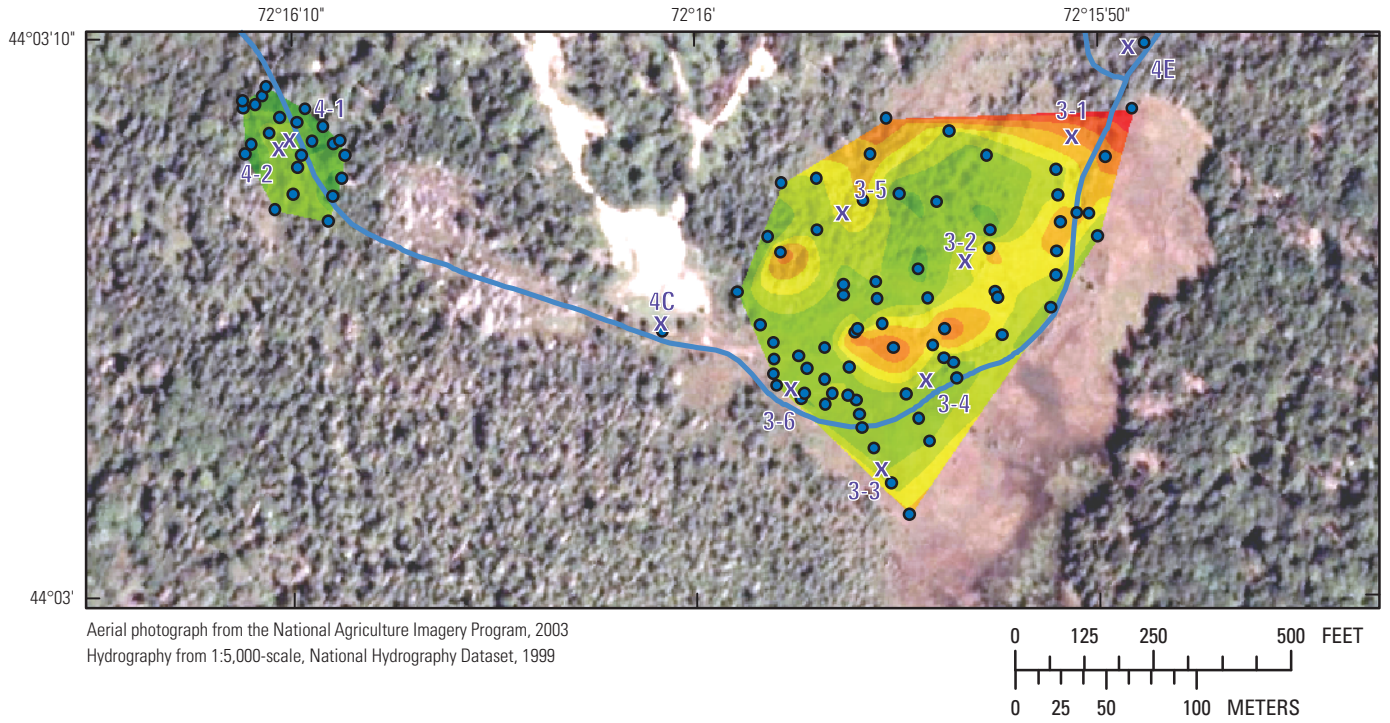 72°16'10"
72°16'
72°15'50"
44°03'10"
4E
4-1
3-1
4-2
3-5
3-2
4C
3-4
3-6
3-3
44°03'
Aerial photograph from the National Agriculture Imagery Program, 2003
Hydrography from 1:5,000-scale, National Hydrography Dataset, 1999
0 125 250 500 FEET
0 25 50 100 METERS